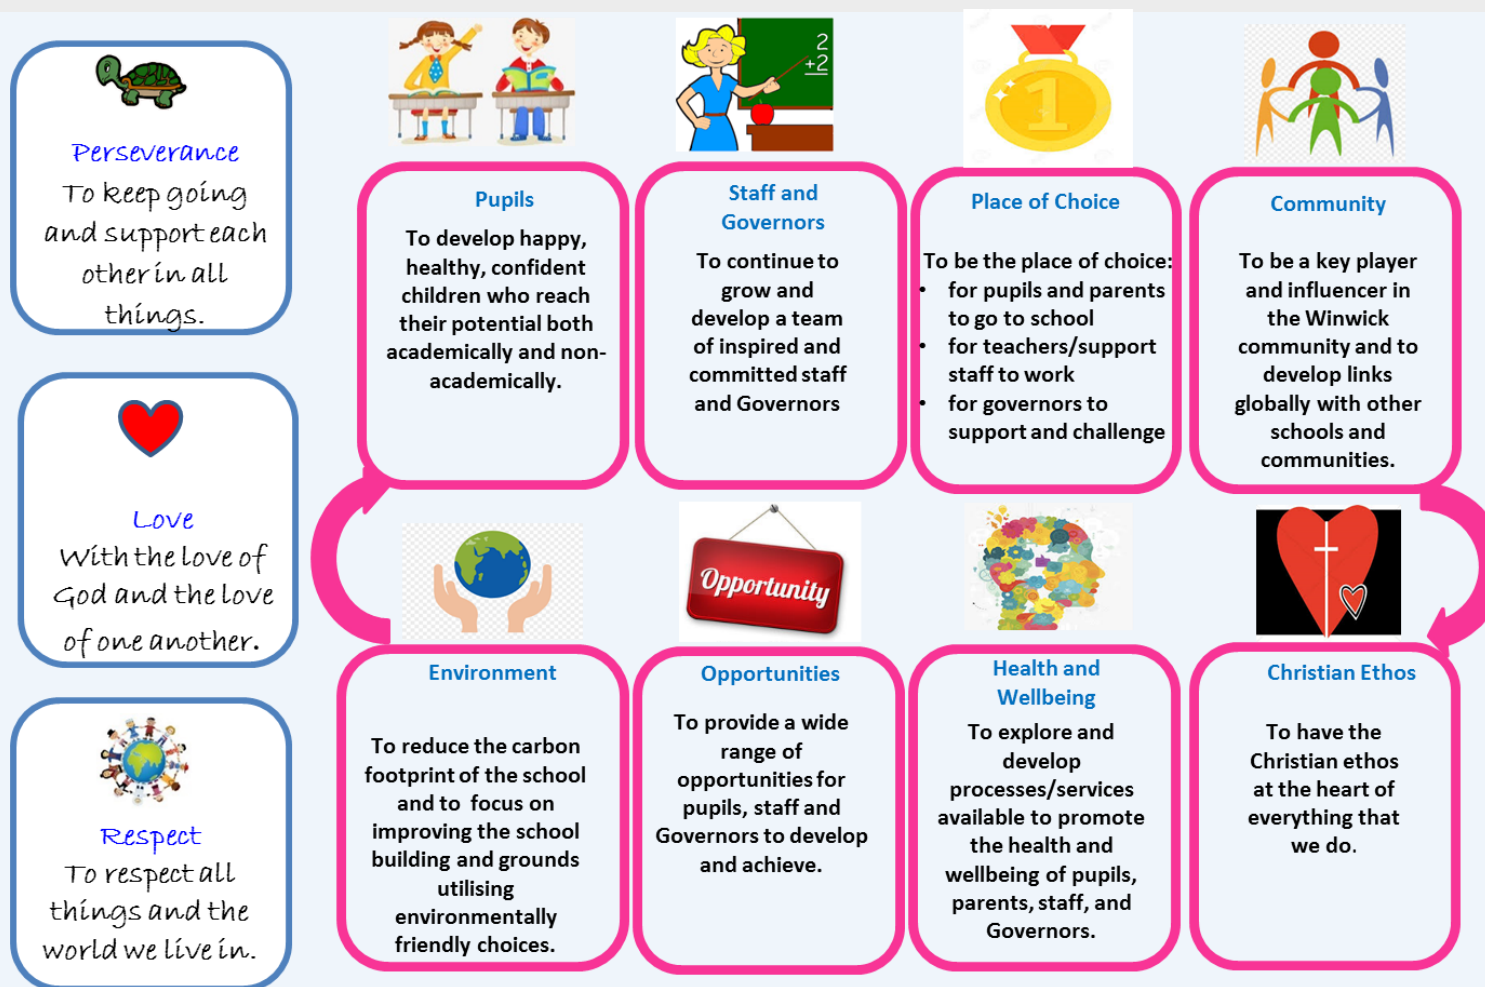 Perseverance
To keep going
and support each
other in all
things.
Love
With the love of
God and the love
of one another.
Respect
To respect all
things and the
world we live in.
2
+2
1
Pupils
To develop happy,
healthy, confident
children who reach
their potential both
academically and non-
academically.
Staff and
Governors
To continue to
grow and
develop a team
of inspired and
committed staff
and Governors
Place of Choice
To be the place of choice:
• for pupils and parents
to go to school
• for teachers/support
staff to work
• for governors to
support and challenge
Community
To be a key player
and influencer in
the Winwick
community and to
develop links
globally with other
schools and
communities.
Environment
To reduce the carbon
footprint of the school
and to focus on
improving the school
building and grounds
utilising
environmentally
friendly choices.
Opportunity
Opportunities
To provide a wide
range of
opportunities for
pupils, staff and
Governors to develop
and achieve.
Health and
Wellbeing
To explore and
develop
processes/services
available to promote
the health and
wellbeing of pupils,
parents, staff, and
Governors.
Christian Ethos
To have the
Christian ethos
at the heart of
everything that
we do.